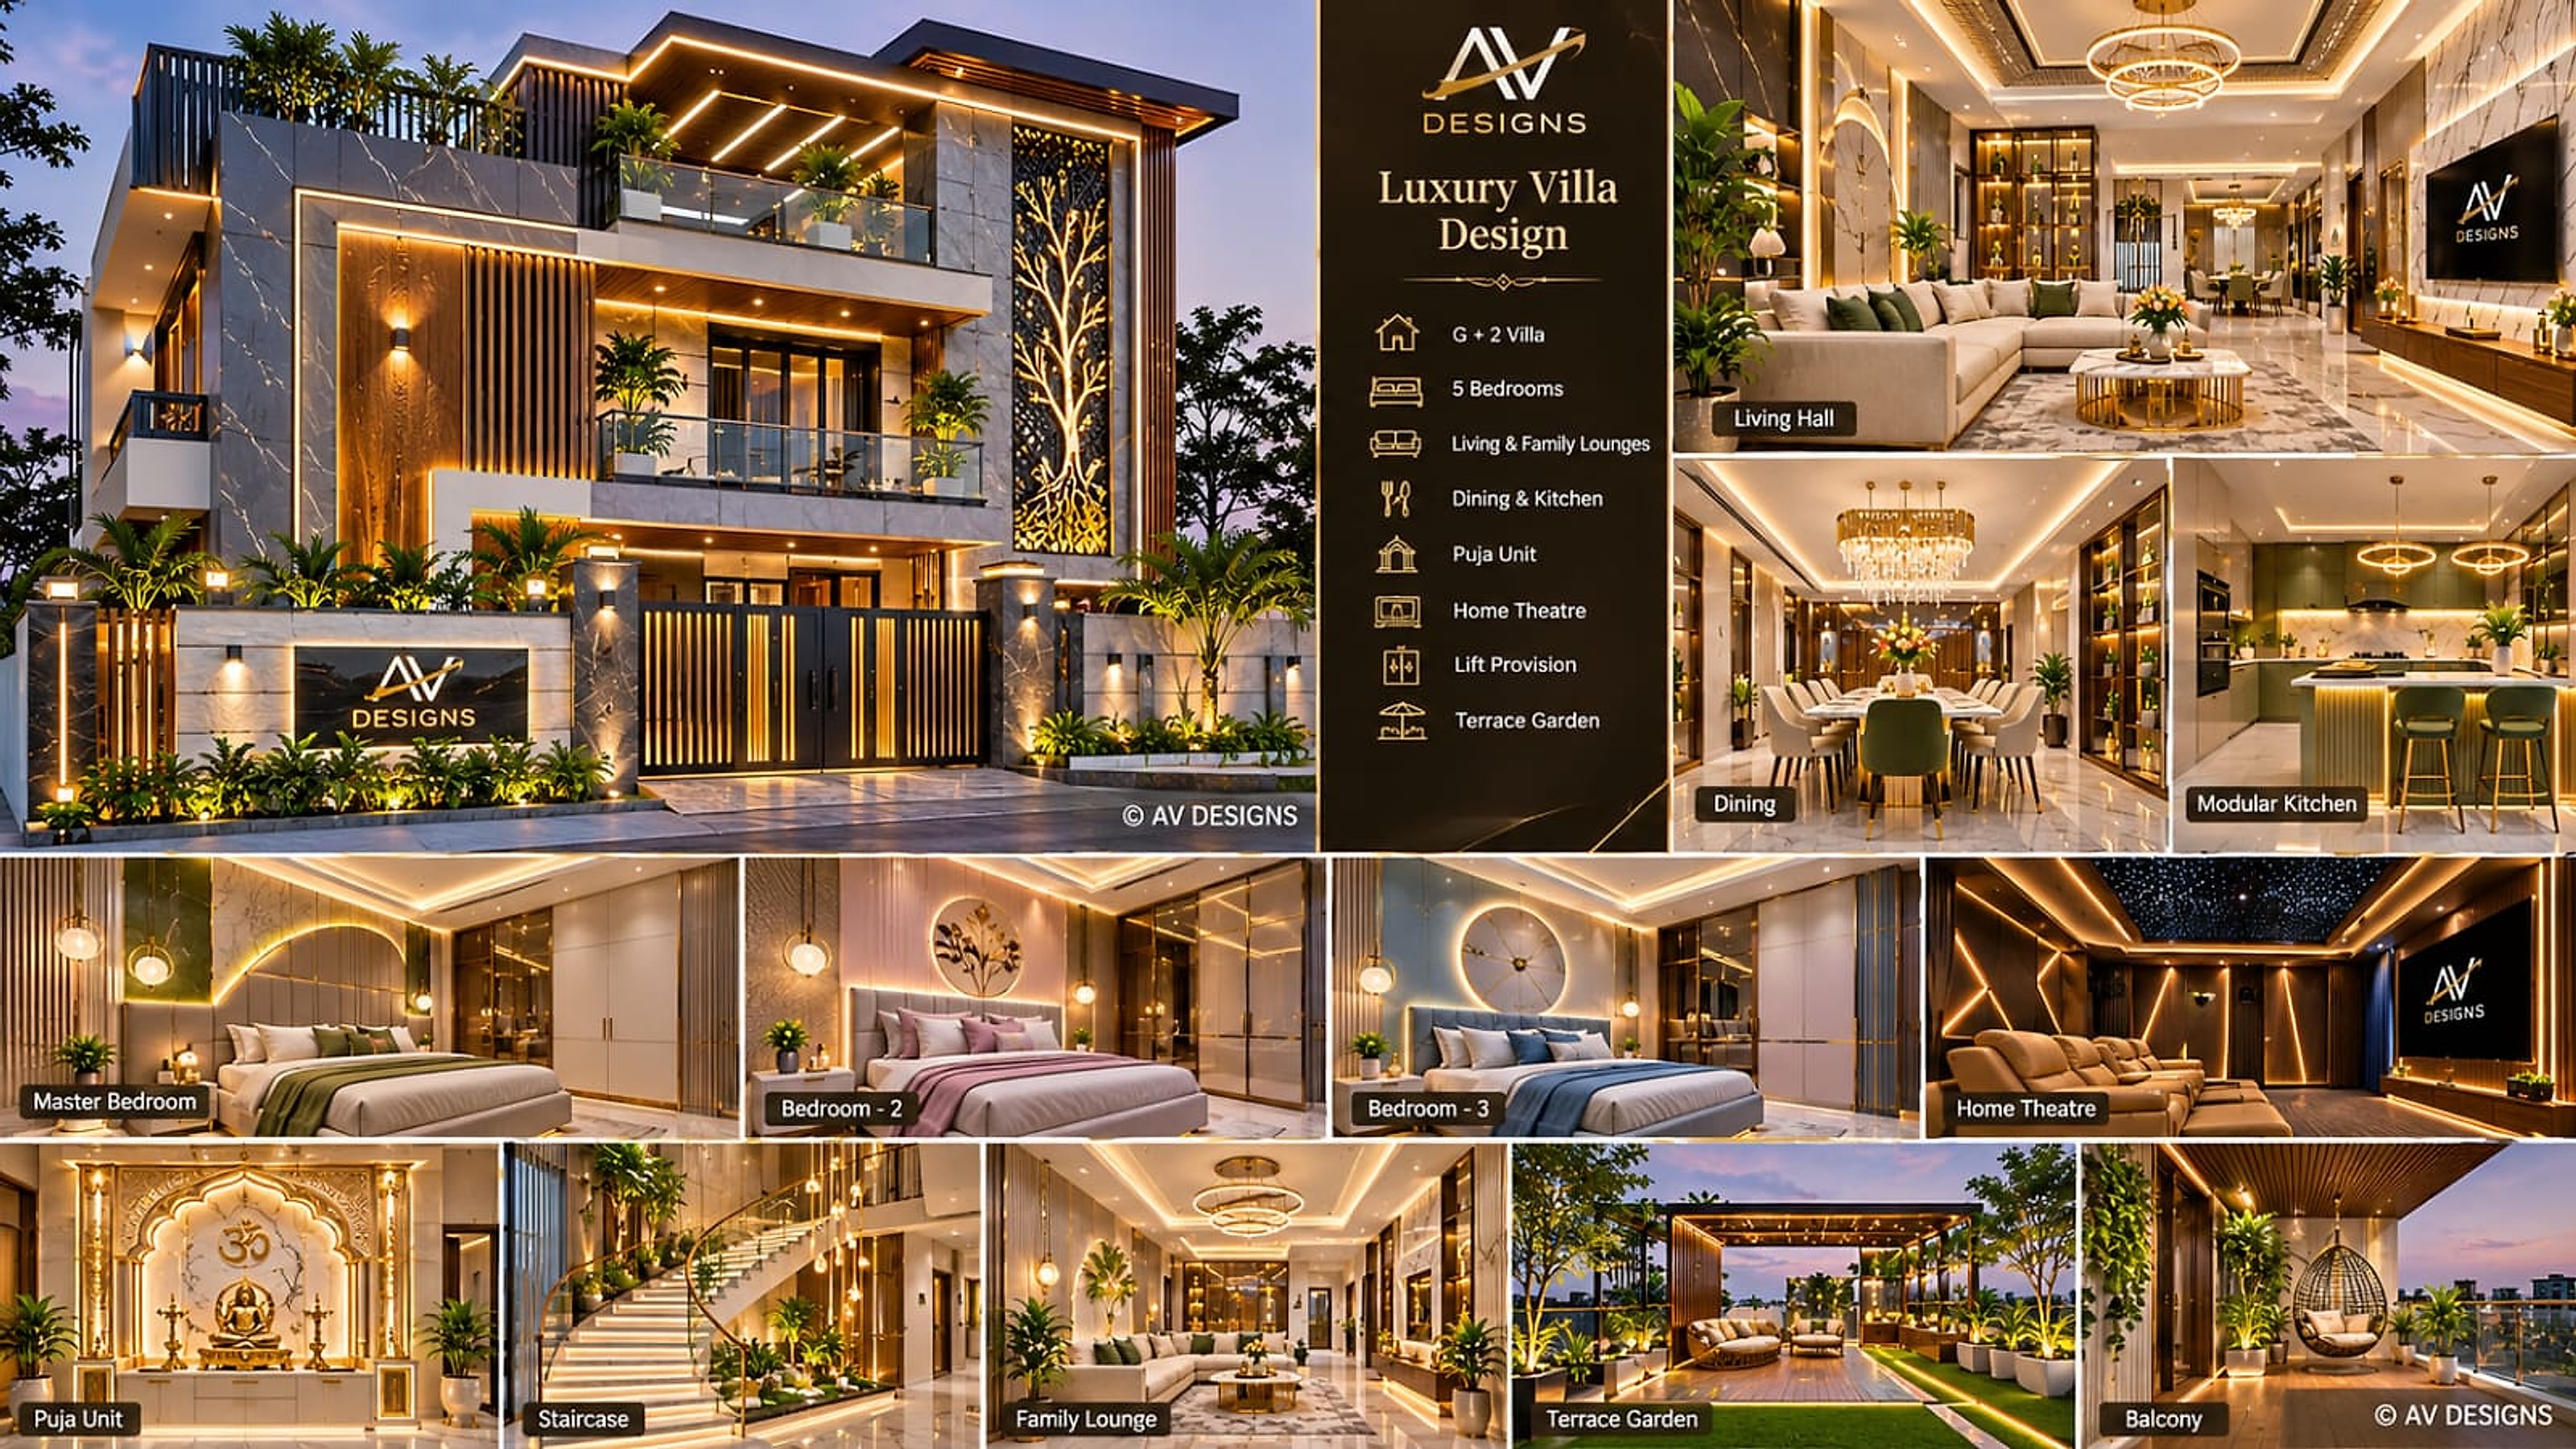 AV
DESIGNS
© AV DESIGNS
AV
DESIGNS
Luxury Villa
Design
G + 2 Villa
5 Bedrooms
Living & Family Lounges
Dining & Kitchen
Puja Unit
Home Theatre
Lift Provision
Terrace Garden
AV
DESIGNS
Living Hall
Dining
Modular Kitchen
Master Bedroom
Bedroom - 2
Bedroom - 3
AV
DESIGNS
Home Theatre
ॐ
Puja Unit
Staircase
Family Lounge
Terrace Garden
Balcony
© AV DESIGNS